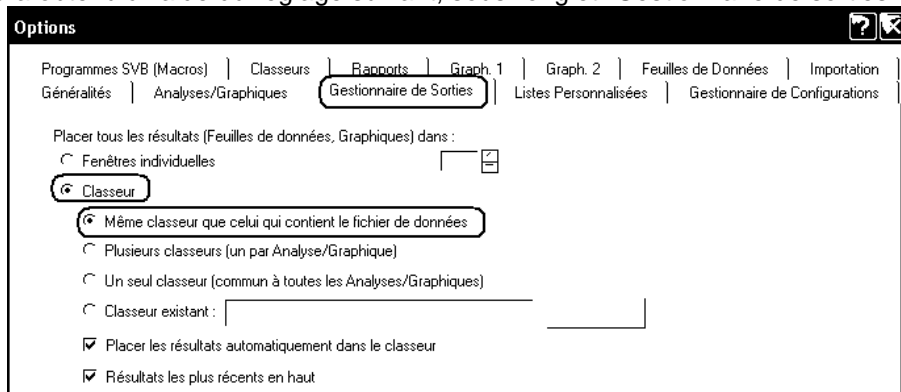 Options
Programmes SVB (Macros) Classeurs Rapports Graph. 1 Graph. 2 Feuilles de Données Importation
Généralités Analyses/Graphiques Gestionnaire de Sorties Listes Personnalisées Gestionnaire de Configurations
Placer tous les résultats (Feuilles de données, Graphiques) dans :
Fenêtres individuelles
Classeur
Même classeur que celui qui contient le fichier de données
Plusieurs classeurs (un par Analyse/Graphique)
Un seul classeur (commun à toutes les Analyses/Graphiques)
Classeur existant :
Placer les résultats automatiquement dans le classeur
Résultats les plus récents en haut